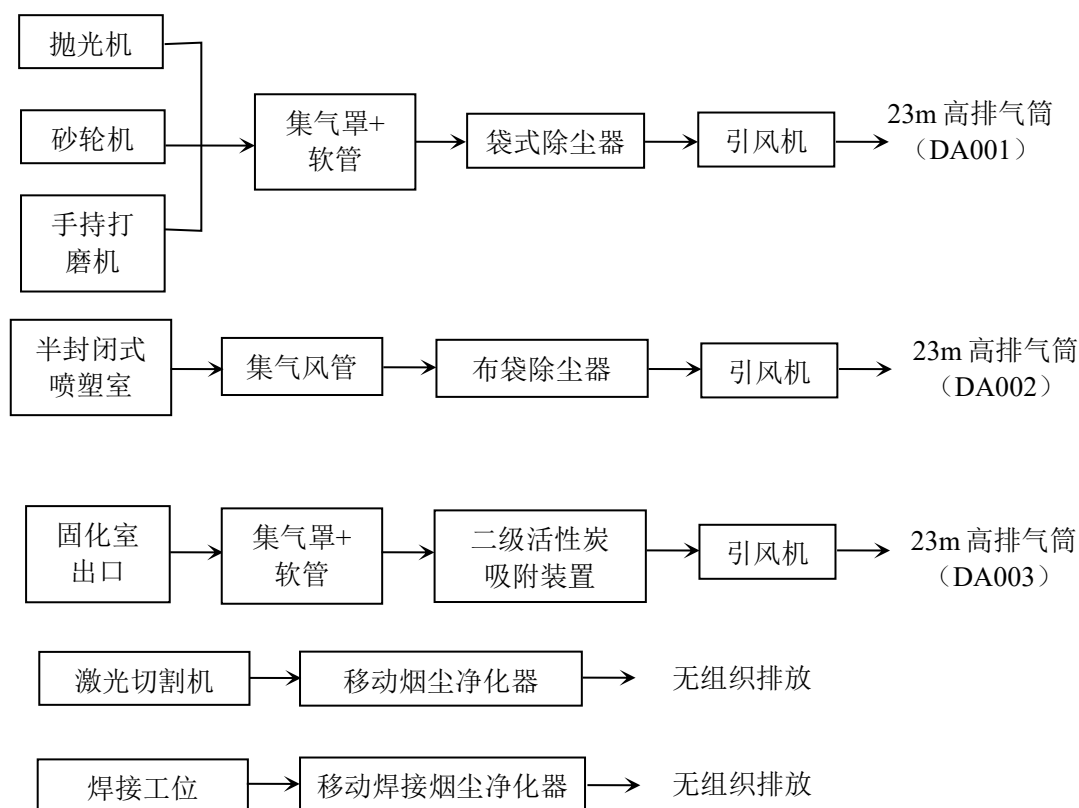 抛光机
砂轮机
手持打
磨机
集气罩+
软管
袋式除尘器
引风机
23m 高排气筒
（DA001）
半封闭式
喷塑室
集气风管
布袋除尘器
引风机
23m 高排气筒
（DA002）
固化室
出口
集气罩+
软管
二级活性炭
吸附装置
引风机
23m 高排气筒
（DA003）
激光切割机
移动烟尘净化器
无组织排放
焊接工位
移动焊接烟尘净化器
无组织排放